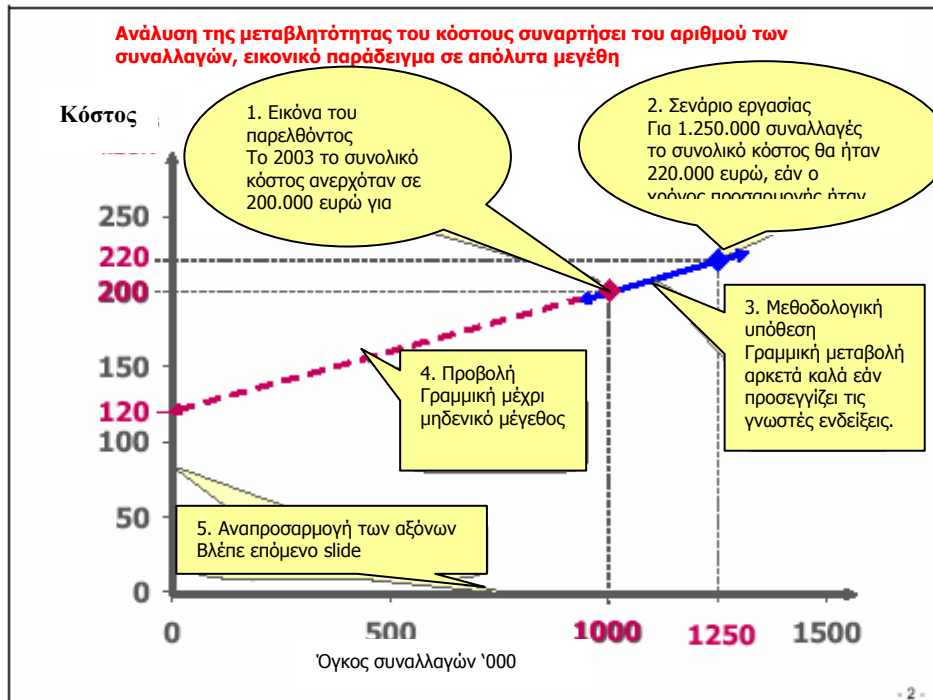 Ανάλυση της μεταβλητότητας του κόστους συναρτήσει του αριθμού των
συναλλαγών, εικονικό παράδειγμα σε απόλυτα μεγέθη
Κόστος
1. Εικόνα του
παρελθόντος
Το 2003 το συνολικό
κόστος ανερχόταν σε
200.000 ευρώ για
2. Σενάριο εργασίας
Για 1.250.000 συναλλαγές
το συνολικό κόστος θα ήταν
220.000 ευρώ, εάν ο
χρόνος προσαρμογής ήταν
250
220
200
150
120
100
50
0
3. Μεθοδολογική
υπόθεση
Γραμμική μεταβολή
αρκετά καλά εάν
προσεγγίζει τις
γνωστές ενδείξεις.
4. Προβολή
Γραμμική μέχρι
μηδενικό μέγεθος
5. Αναπροσαρμογή των αξόνων
Βλέπε επόμενο slide
0 500 1000 1250 1500
Όγκος συναλλαγών ‘000
- 2 -